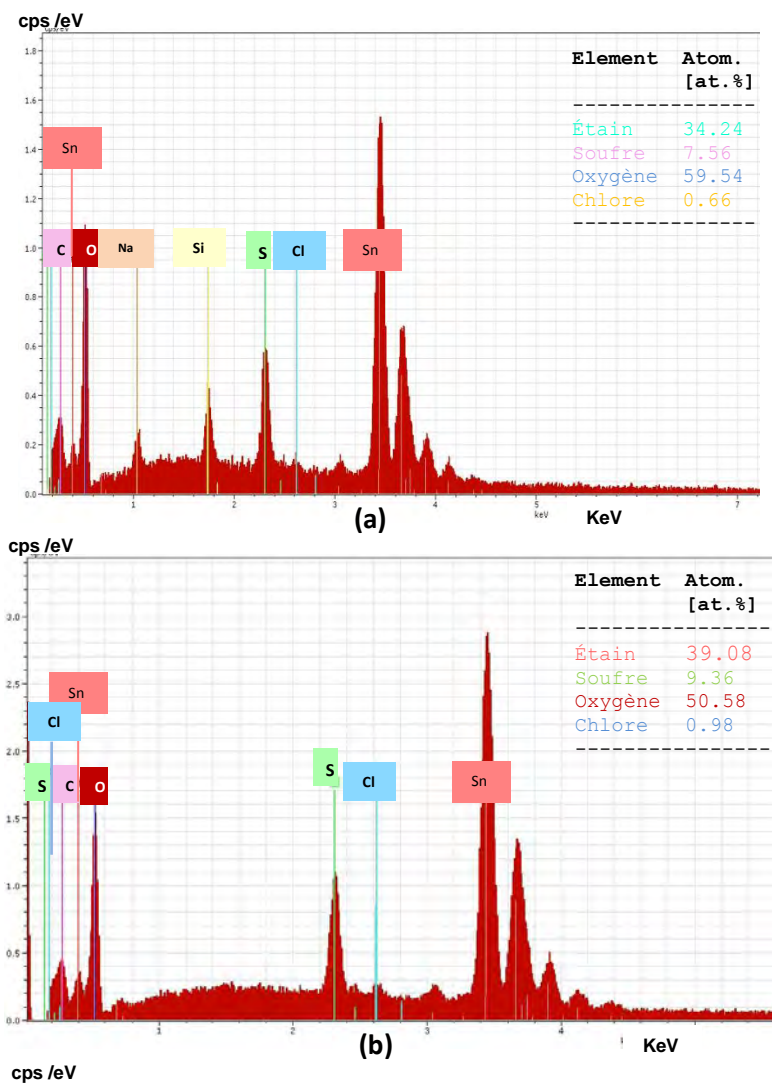 cps /eV
cps/eV
1.8
Element Atom.
[at.%]
---------------
Étain 34.24
Soufre 7.56
Oxygène 59.54
Chlore 0.66
---------------
1.6
1.4
Sn
1.2
1.0
C O Na Si S Cl Sn
0.8
0.6
0.4
0.2
0.0
1 2 3 4 5 6 7
(a)
keV
KeV
cps /eV
Element Atom.
[at.%]
------------------
Étain 39.08
Soufre 9.36
Oxygène 50.58
Chlore 0.98
------------------
3.0
2.5
Sn
Cl
2.0
S C O S Cl Sn
1.5
1.0
0.5
0.0
1 2 3 4
(b)
KeV
cps /eV